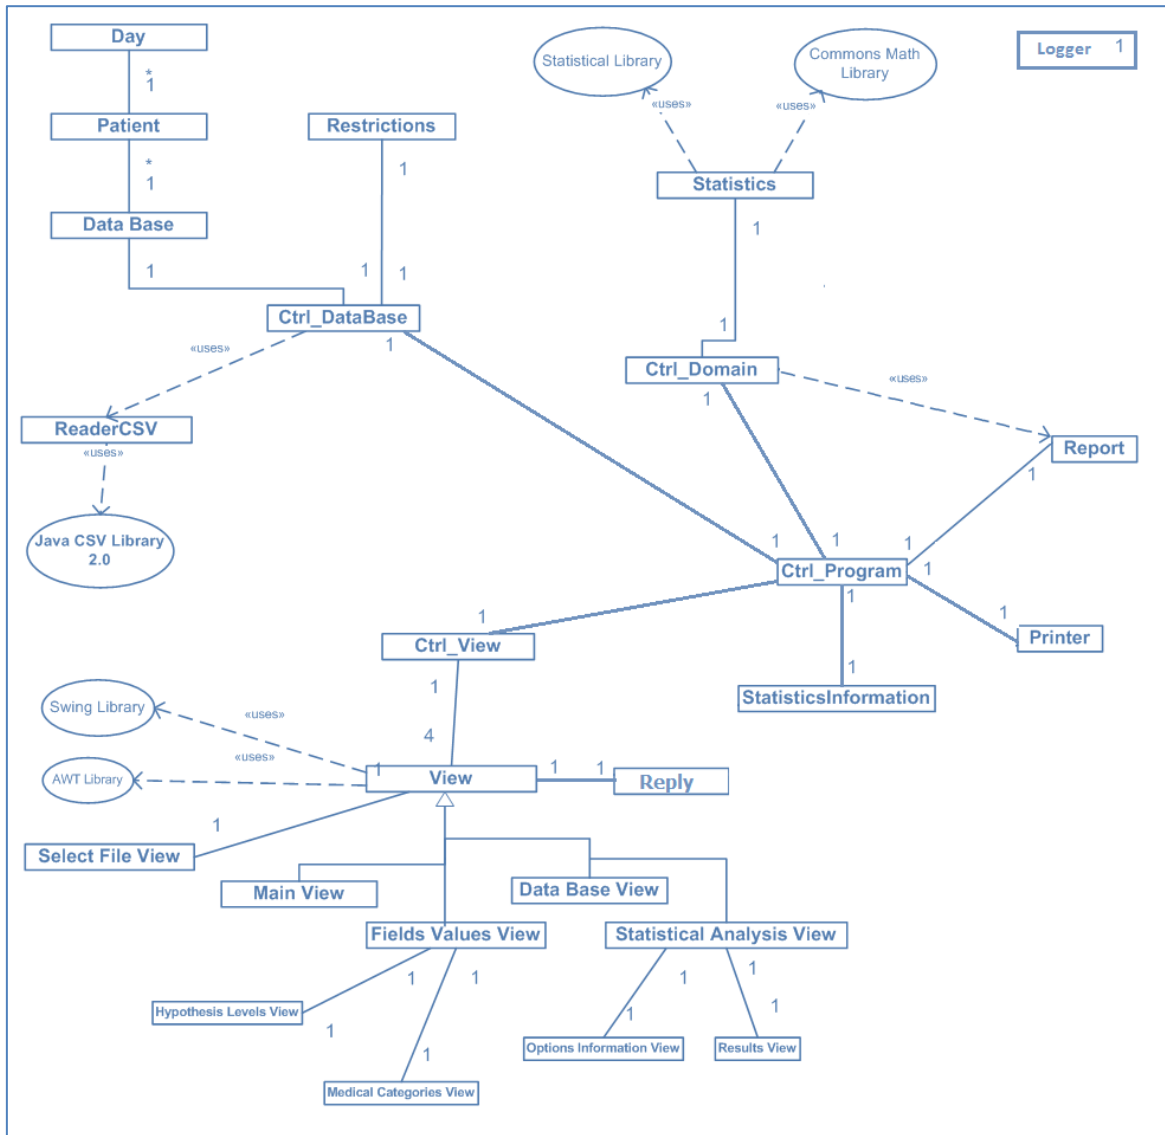 Day
Statistical Library
Commons Math
Library
Logger 1
*
1
Patient
Restrictions
«uses»
«uses»
*
1
1
Statistics
Data Base
1
1
1
1
Ctrl_DataBase
1
1
«uses»
Ctrl_Domain
1
«uses»
ReaderCSV
«uses»
Report
1
Java CSV Library
2.0
1
1
1
1
Ctrl_Program
1
1
1
Ctrl_View
Printer
1
1
StatisticsInformation
Swing Library
«uses»
4
«uses»
AWT Library
1
View
1
1
Reply
1
Select File View
Main View
Data Base View
Fields Values View
Statistical Analysis View
1
1
1
1
Hypothesis Levels View
1
1
1
Options Information View
Results View
1
Medical Categories View